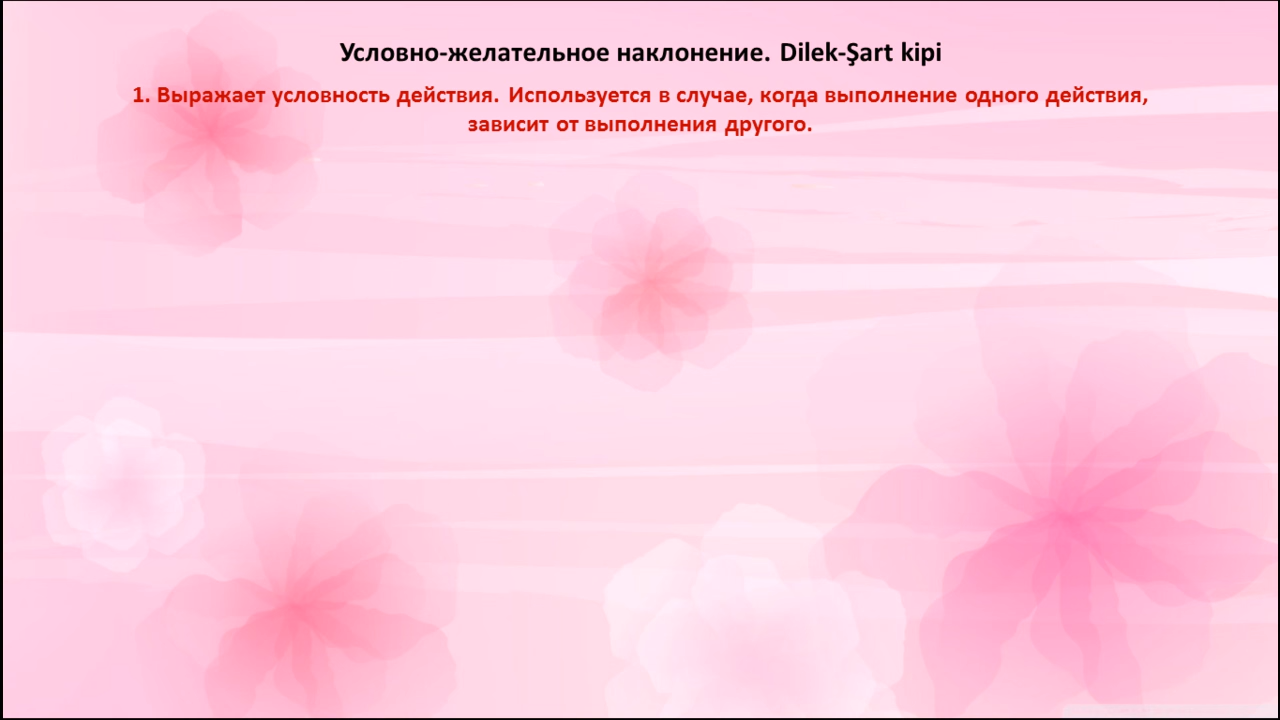 Условно-желательное наклонение. Dilek-Şart kipi
1. Выражает условность действия. Используется в случае, когда выполнение одного действия,
зависит от выполнения другого.